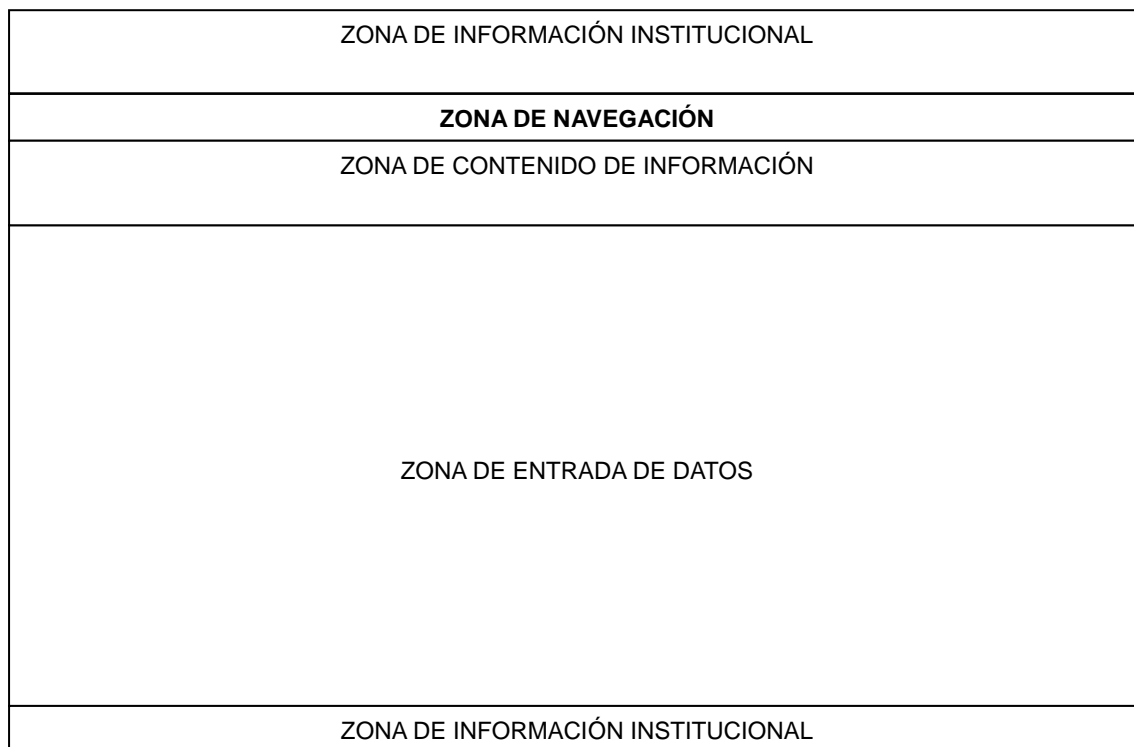 ZONA DE INFORMACIÓN INSTITUCIONAL
ZONA DE NAVEGACIÓN
ZONA DE CONTENIDO DE INFORMACIÓN
ZONA DE ENTRADA DE DATOS
ZONA DE INFORMACIÓN INSTITUCIONAL